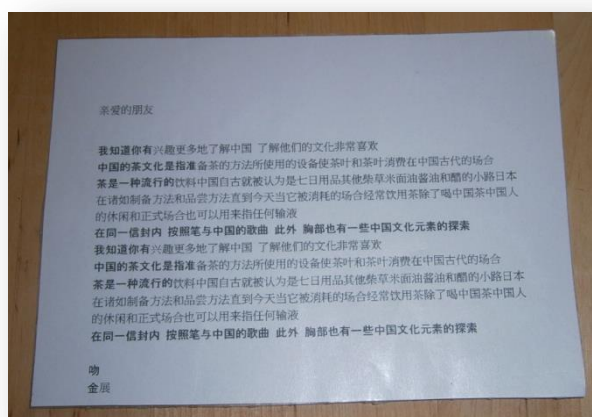 亲爱的朋友
我知道你有兴趣更多地了解中国 了解他们的文化非常喜欢
中国的茶文化是指准备茶的方法所使用的设备使茶叶和茶叶消费在中国古代的场合
茶是一种流行的饮料中国自古就被认为是七日用品其他柴草米面油酱油和醋的小路日本
在诸如制备方法和品尝方法直到今天当它被消耗的场合经常饮用茶除了喝中国茶中国人
的休闲和正式场合也可以用来指任何输液
在同一信封内 按照笔与中国的歌曲 此外 胸部也有一些中国文化元素的探索
我知道你有兴趣更多地了解中国 了解他们的文化非常喜欢
中国的茶文化是指准备茶的方法所使用的设备使茶叶和茶叶消费在中国古代的场合
茶是一种流行的饮料中国自古就被认为是七日用品其他柴草米面油酱油和醋的小路日本
在诸如制备方法和品尝方法直到今天当它被消耗的场合经常饮用茶除了喝中国茶中国人
的休闲和正式场合也可以用来指任何输液
在同一信封内 按照笔与中国的歌曲 此外 胸部也有一些中国文化元素的探索
吻
金展